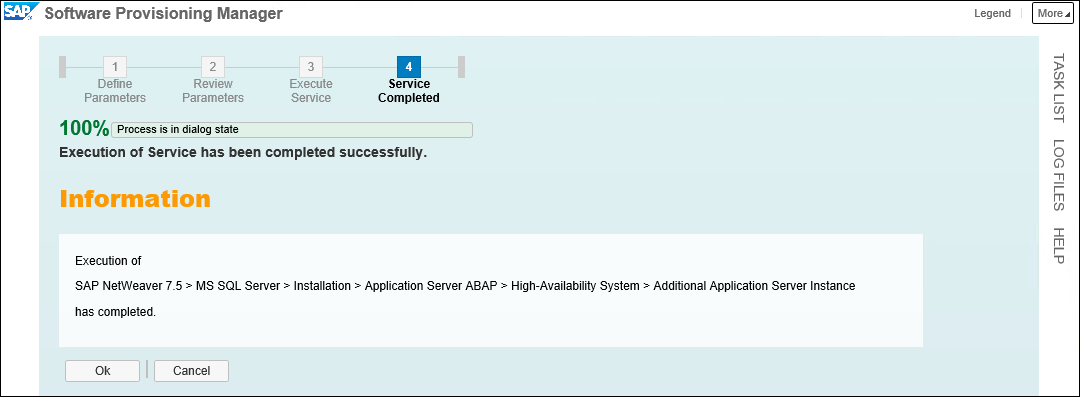 SAP Software Provisioning Manager
Legend
More
1
2
3
4
Define Parameters
Review Parameters
Execute Service
Service Completed
100% Process is in dialog state
Execution of Service has been completed successfully.
Information
Execution of
SAP NetWeaver 7.5 > MS SQL Server > Installation > Application Server ABAP > High-Availability System > Additional Application Server Instance
has completed.
Ok
Cancel
TASK LIST
LOG FILES
HELP